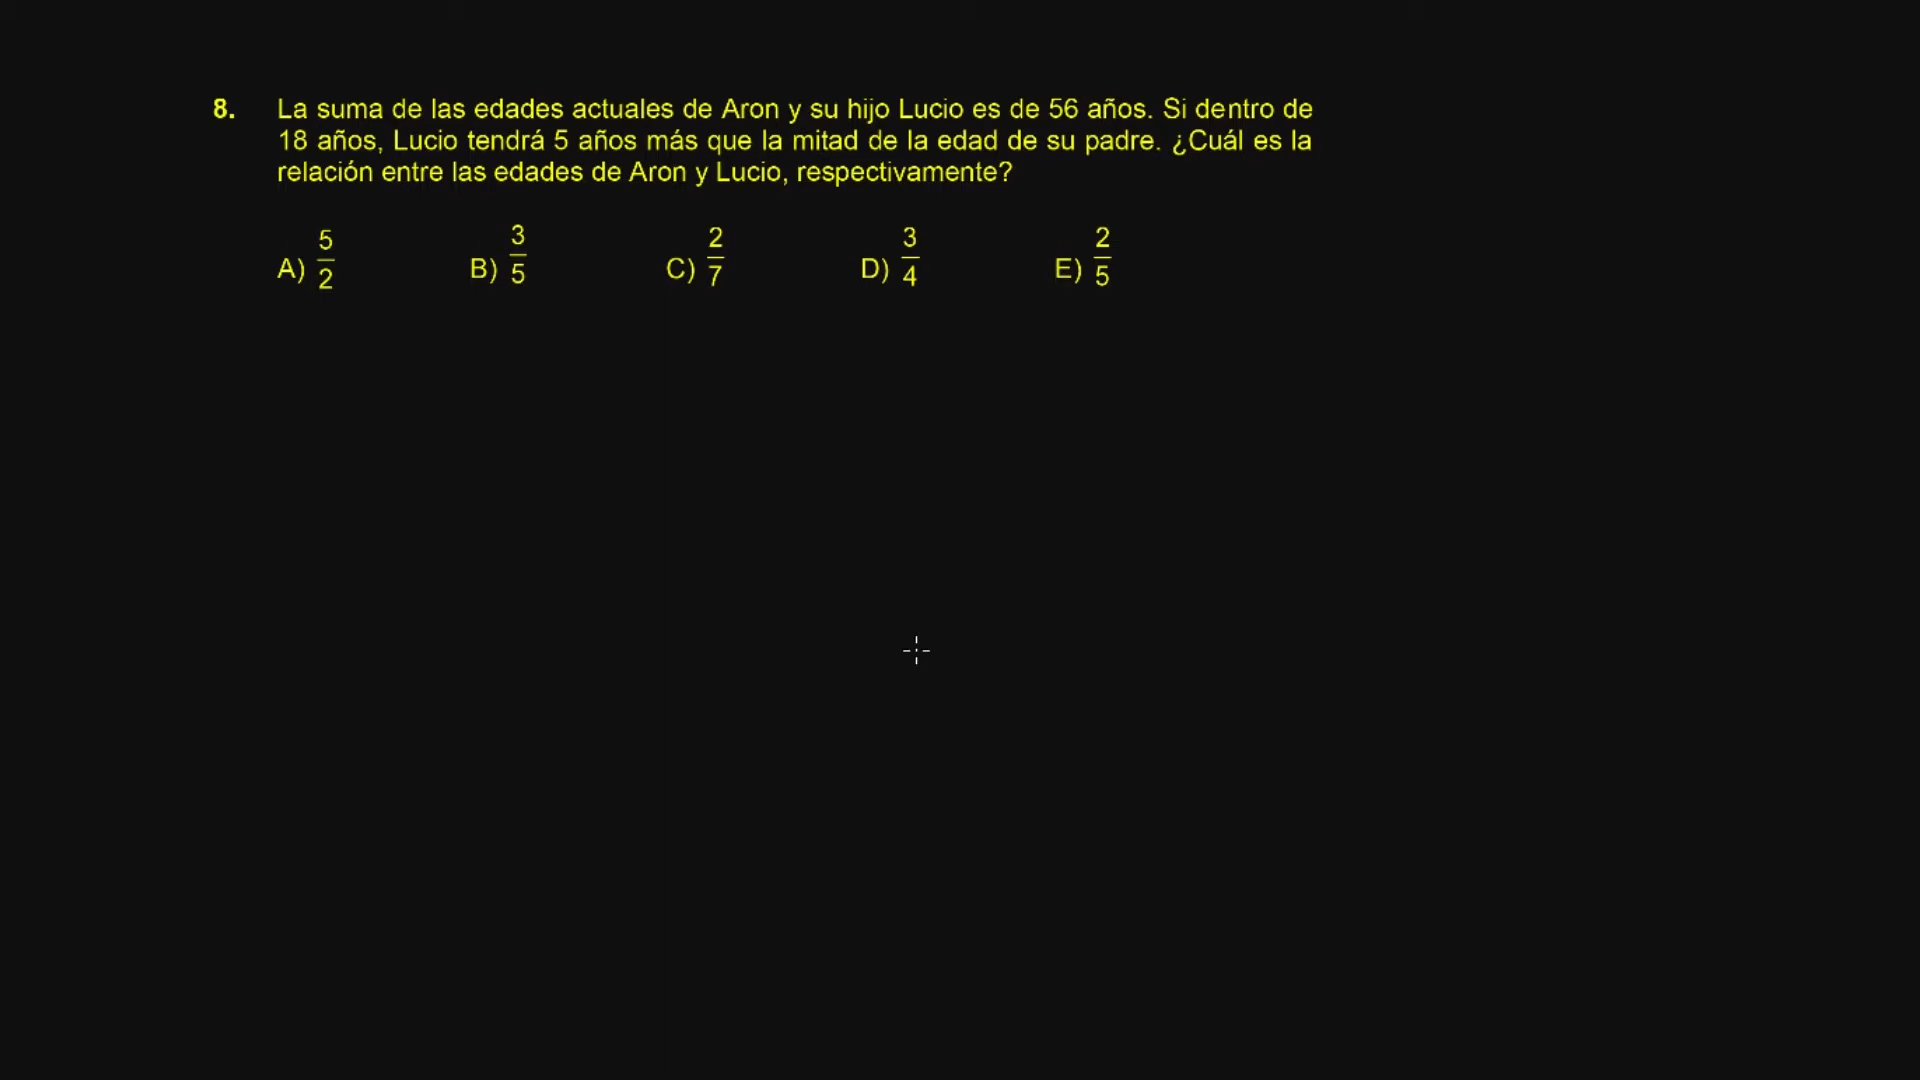 8. La suma de las edades actuales de Aron y su hijo Lucio es de 56 años. Si dentro de
18 años, Lucio tendrá 5 años más que la mitad de la edad de su padre. ¿Cuál es la
relación entre las edades de Aron y Lucio, respectivamente?
A) 5/2 B) 3/5 C) 2/7 D) 3/4 E) 2/5